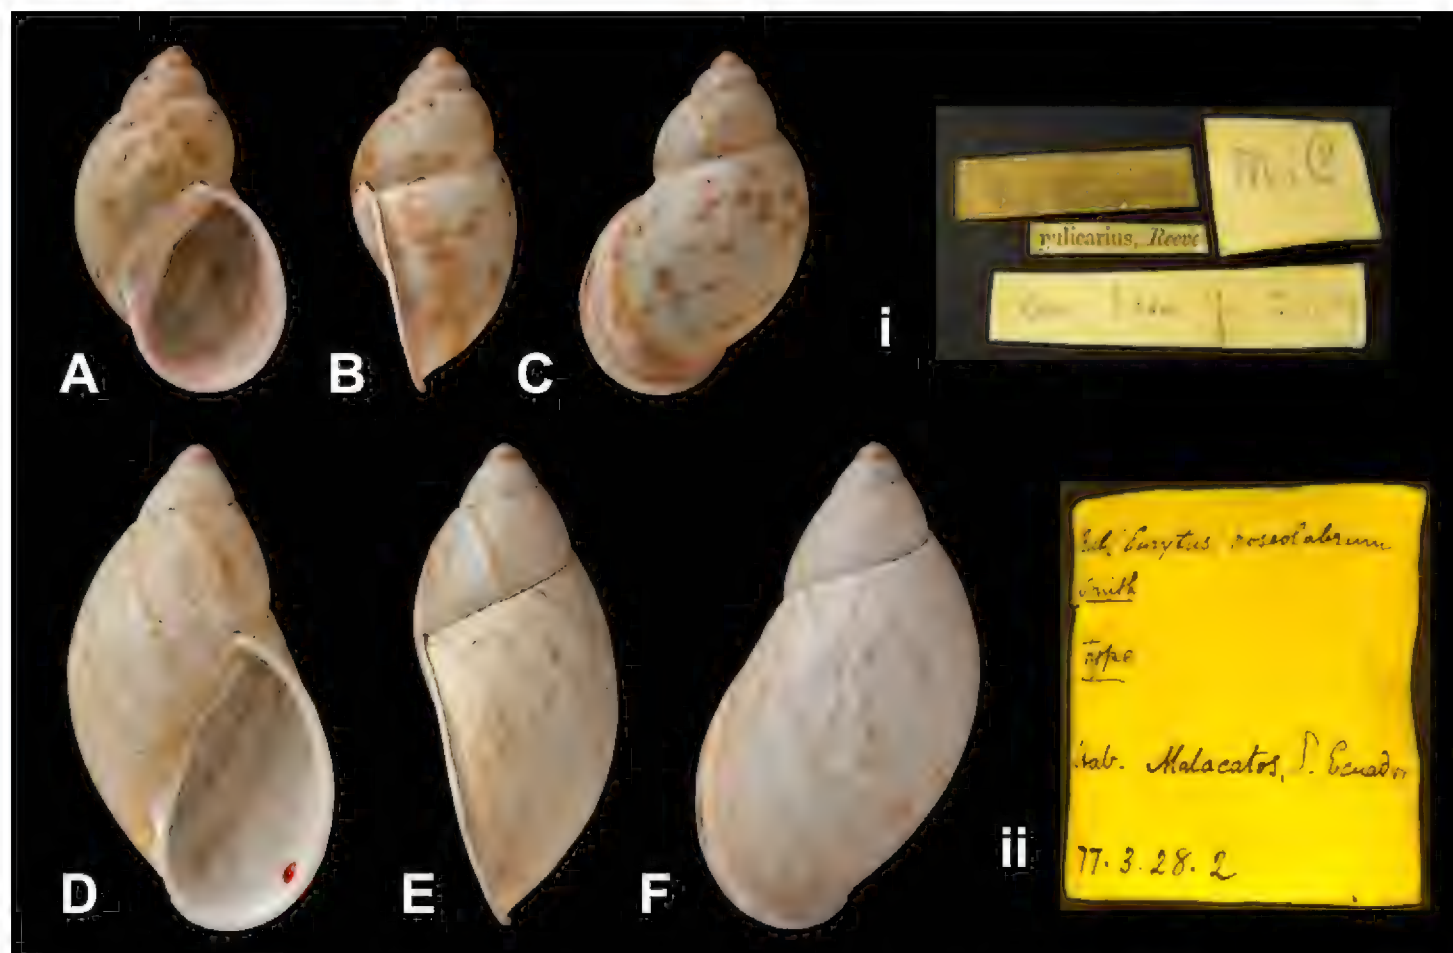 A
B
C
i
M.C
pulicarius, Reeve
D
E
F
ii
Bul. Eurytus roseolabrum
Smith
Type
Hab. Malacatos, S. Ecuador
77.3.28.2